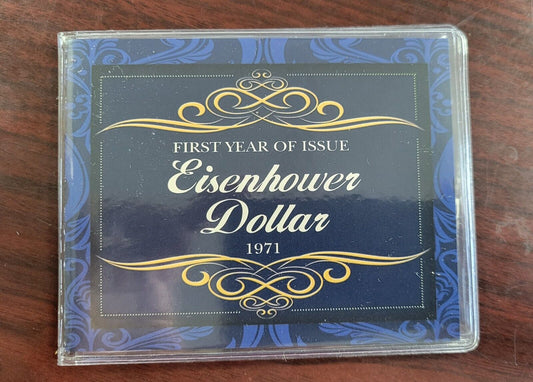 FIRST YEAR OF ISSUE
Eisenhower
Dollar
1971